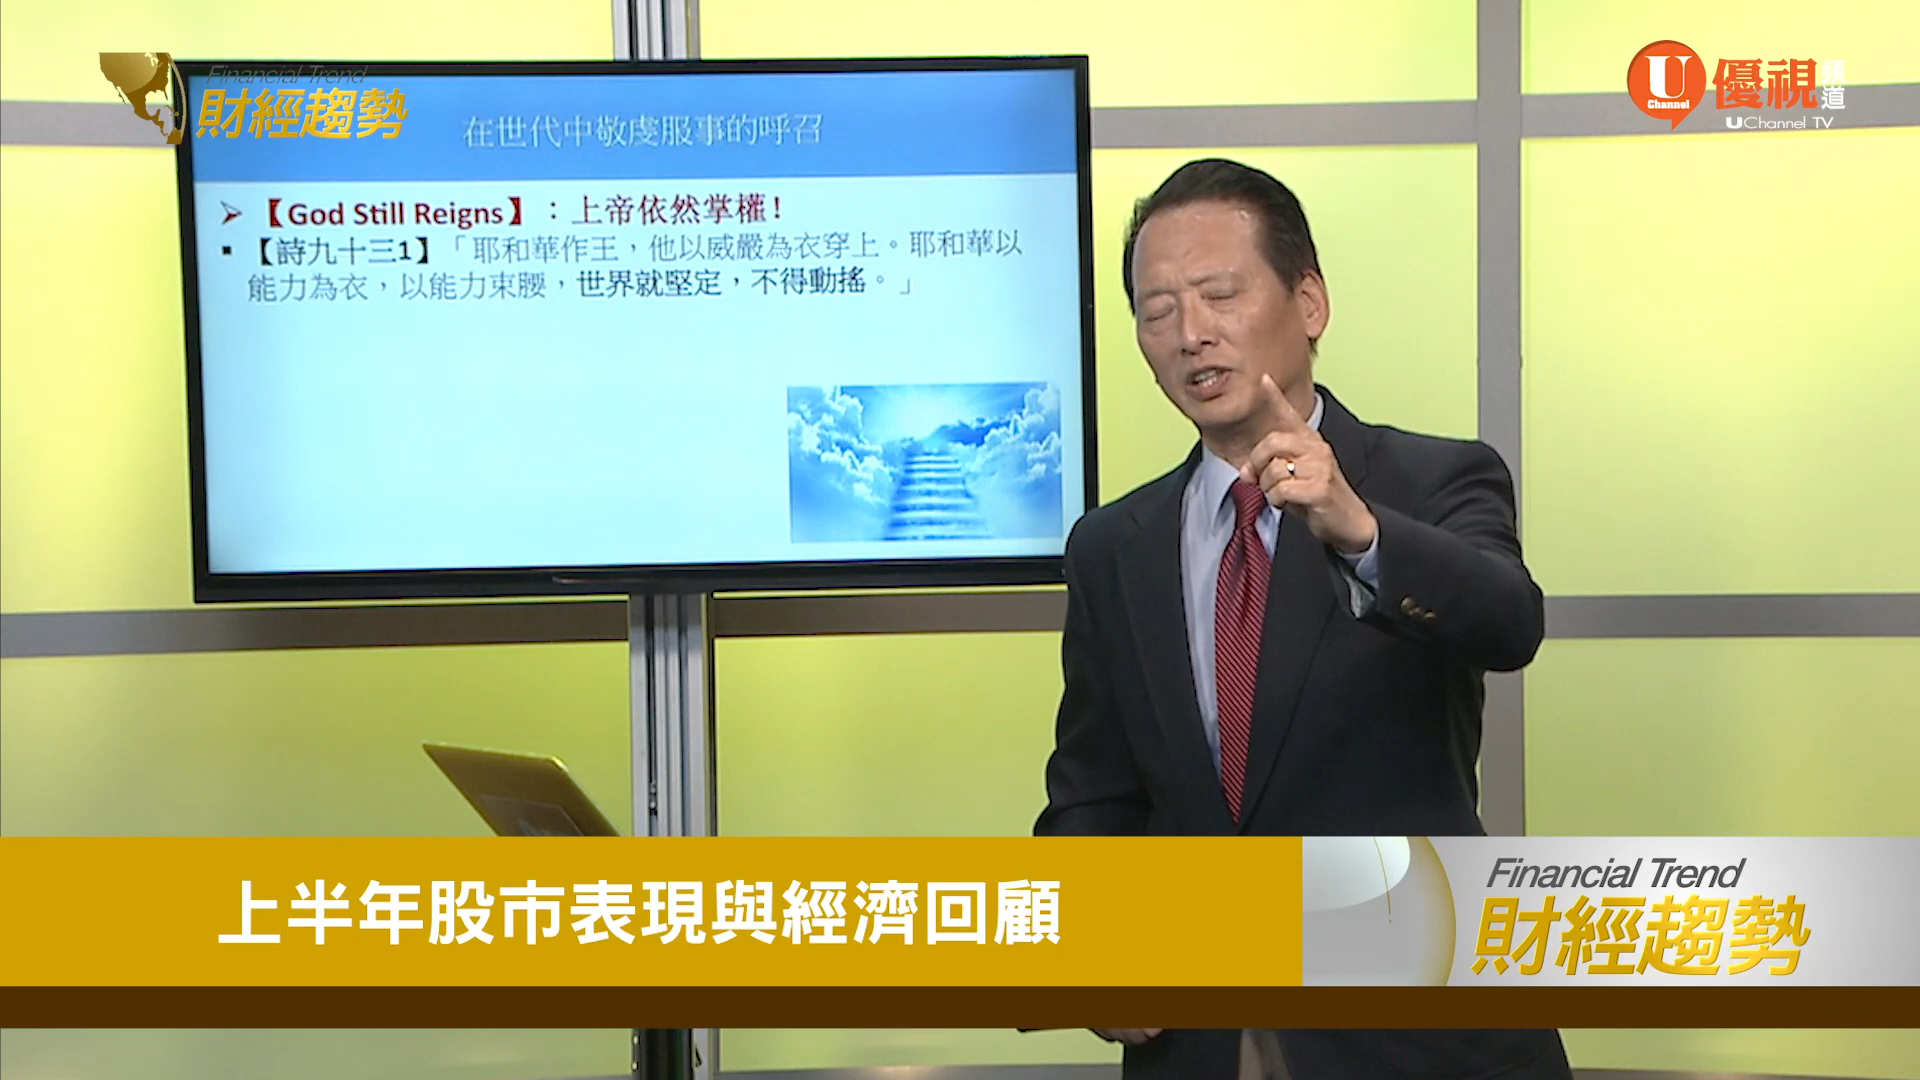 Financial Trend
財經趨勢
U Channel
優視頻道
UChannel TV
在世代中敬虔服事的呼召
➢ 【God Still Reigns】：上帝依然掌權！
▪ 【詩九十三1】「耶和華作王，他以威嚴為衣穿上。耶和華以
能力為衣，以能力束腰，世界就堅定，不得動搖。」
上半年股市表現與經濟回顧
Financial Trend
財經趨勢